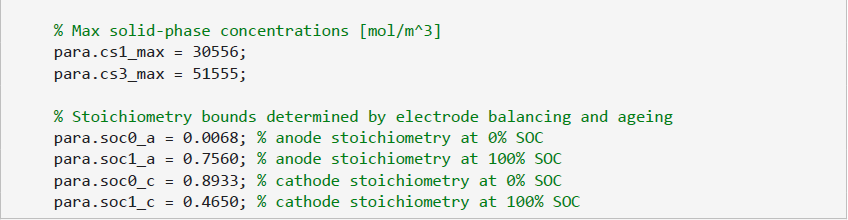 % Max solid-phase concentrations [mol/m^3]
para.cs1_max = 30556;
para.cs3_max = 51555;
% Stoichiometry bounds determined by electrode balancing and ageing
para.soc0_a = 0.0068; % anode stoichiometry at 0% SOC
para.soc1_a = 0.7560; % anode stoichiometry at 100% SOC
para.soc0_c = 0.8933; % cathode stoichiometry at 0% SOC
para.soc1_c = 0.4650; % cathode stoichiometry at 100% SOC